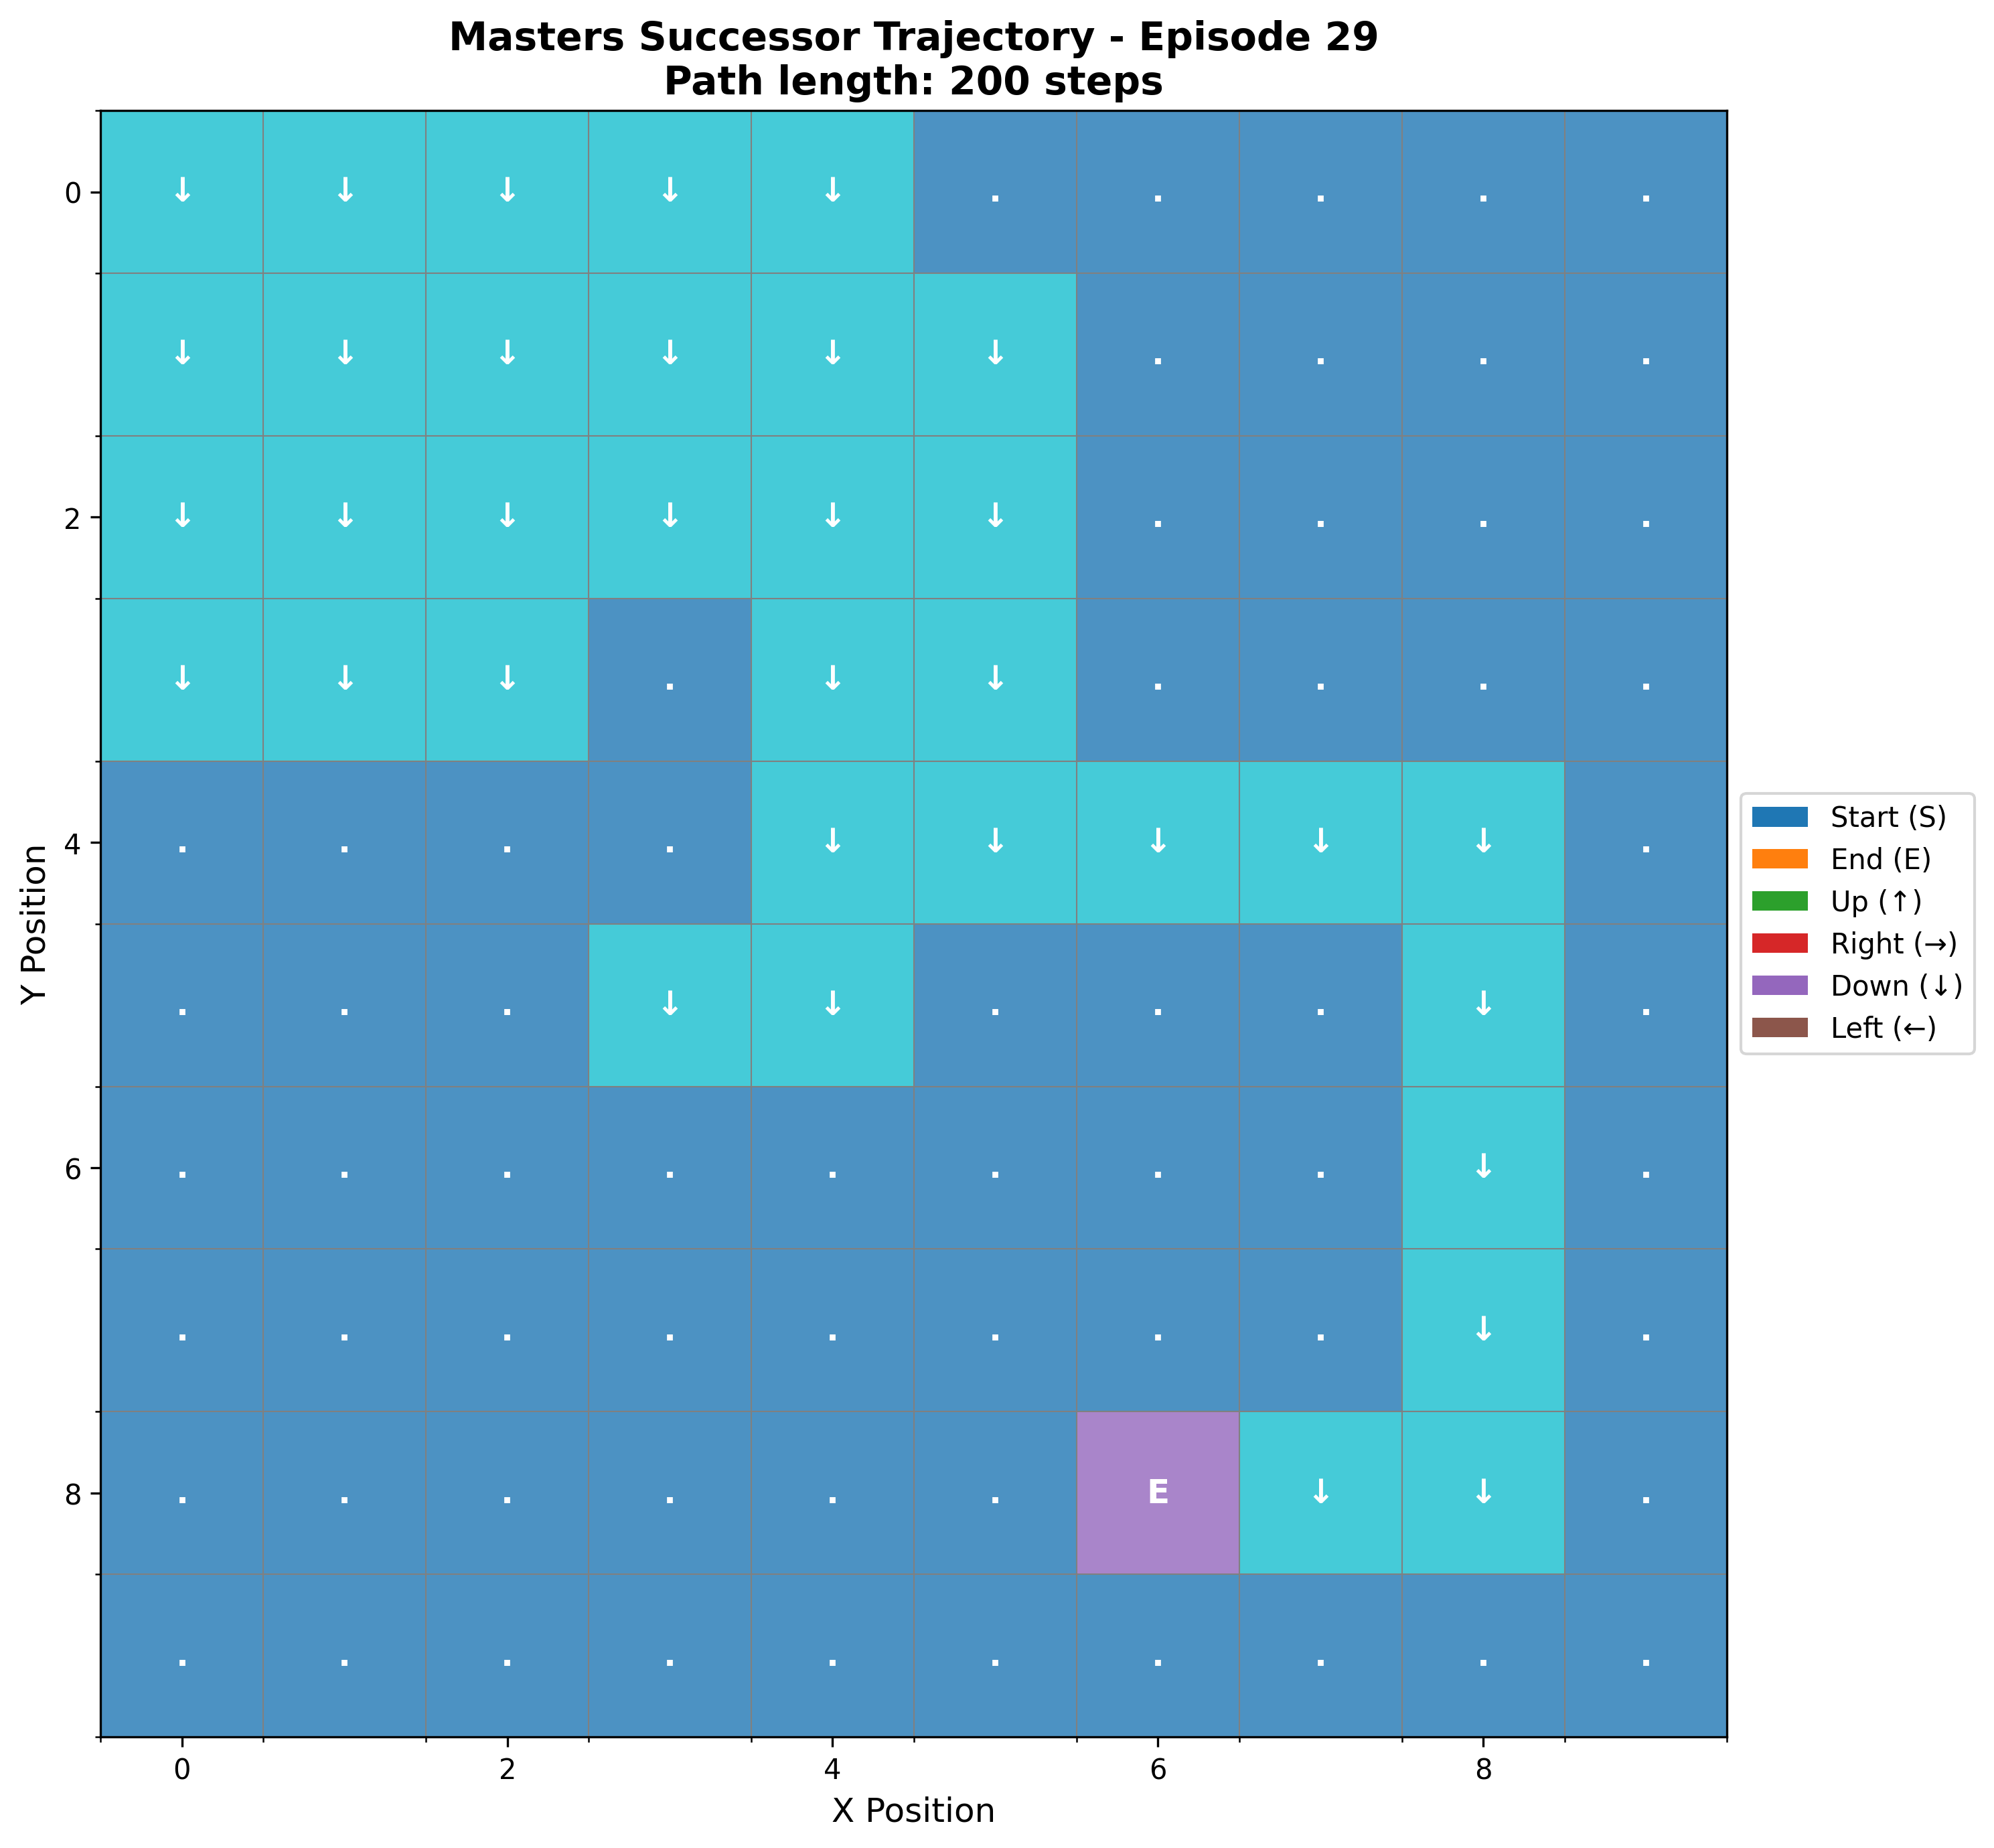 Masters Successor Trajectory - Episode 29
Path length: 200 steps
0 ↓ ↓ ↓ ↓ ↓ . . . . .
↓ ↓ ↓ ↓ ↓ ↓ . . . .
2 ↓ ↓ ↓ ↓ ↓ ↓ . . . .
↓ ↓ ↓ . ↓ ↓ . . . .
4 . . . . ↓ ↓ ↓ ↓ ↓ .
. . . ↓ ↓ . . . ↓ .
6 . . . . . . . . ↓ .
. . . . . . . . ↓ .
8 . . . . . . E ↓ ↓ .
. . . . . . . . . .
0 2 4 6 8
X Position
Y Position
Start (S)
End (E)
Up (↑)
Right (→)
Down (↓)
Left (←)